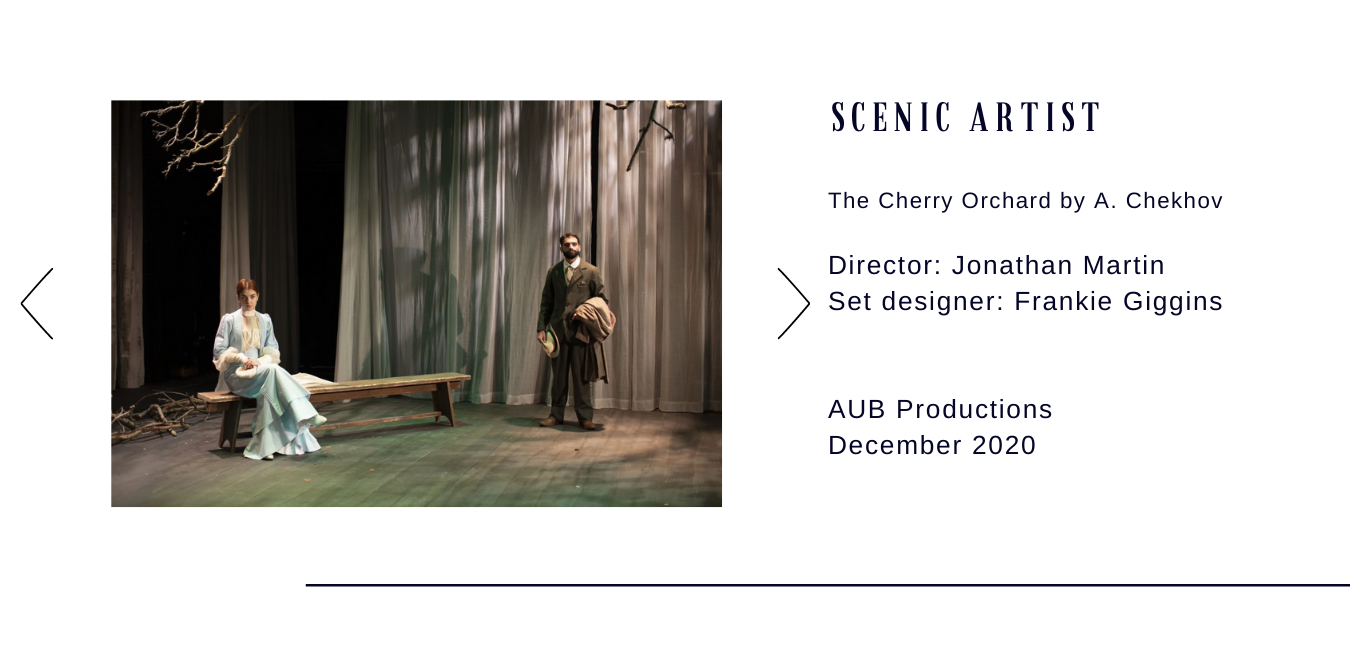 SCENIC ARTIST
The Cherry Orchard by A. Chekhov
Director: Jonathan Martin
Set designer: Frankie Giggins
AUB Productions
December 2020